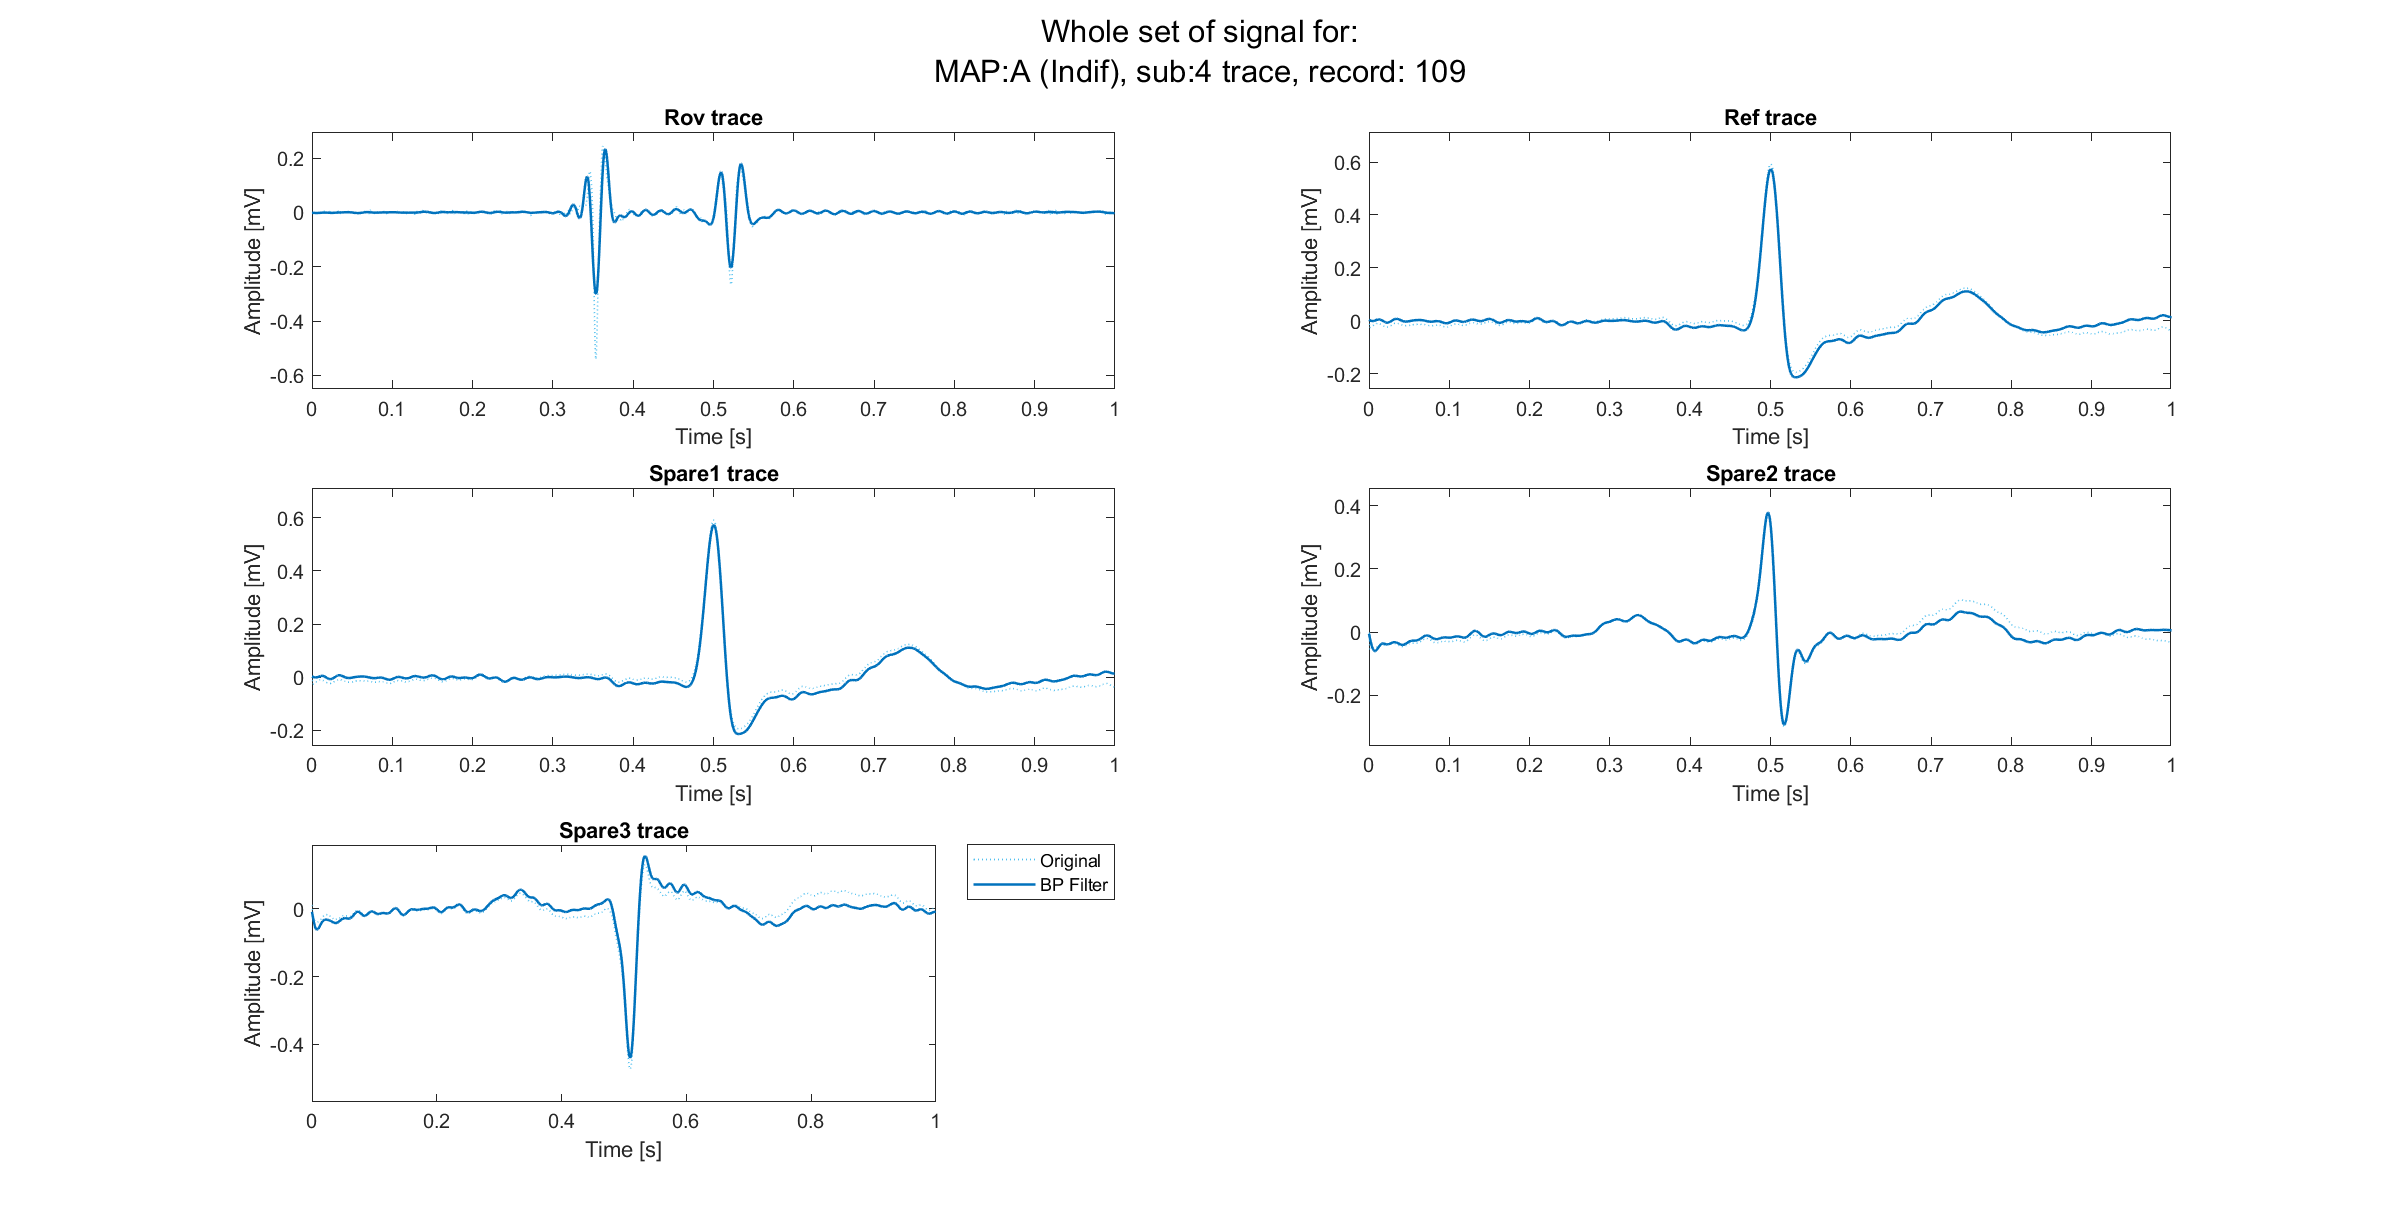 Whole set of signal for:
MAP:A (Indif), sub:4 trace, record: 109
Rov trace
Amplitude [mV]
0.2
0
-0.2
-0.4
-0.6
0 0.1 0.2 0.3 0.4 0.5 0.6 0.7 0.8 0.9 1
Time [s]
Ref trace
Amplitude [mV]
0.6
0.4
0.2
0
-0.2
0 0.1 0.2 0.3 0.4 0.5 0.6 0.7 0.8 0.9 1
Time [s]
Spare1 trace
Amplitude [mV]
0.6
0.4
0.2
0
-0.2
0 0.1 0.2 0.3 0.4 0.5 0.6 0.7 0.8 0.9 1
Time [s]
Spare2 trace
Amplitude [mV]
0.4
0.2
0
-0.2
0 0.1 0.2 0.3 0.4 0.5 0.6 0.7 0.8 0.9 1
Time [s]
Spare3 trace
Amplitude [mV]
0
-0.2
-0.4
0 0.2 0.4 0.6 0.8 1
Time [s]
Original
BP Filter